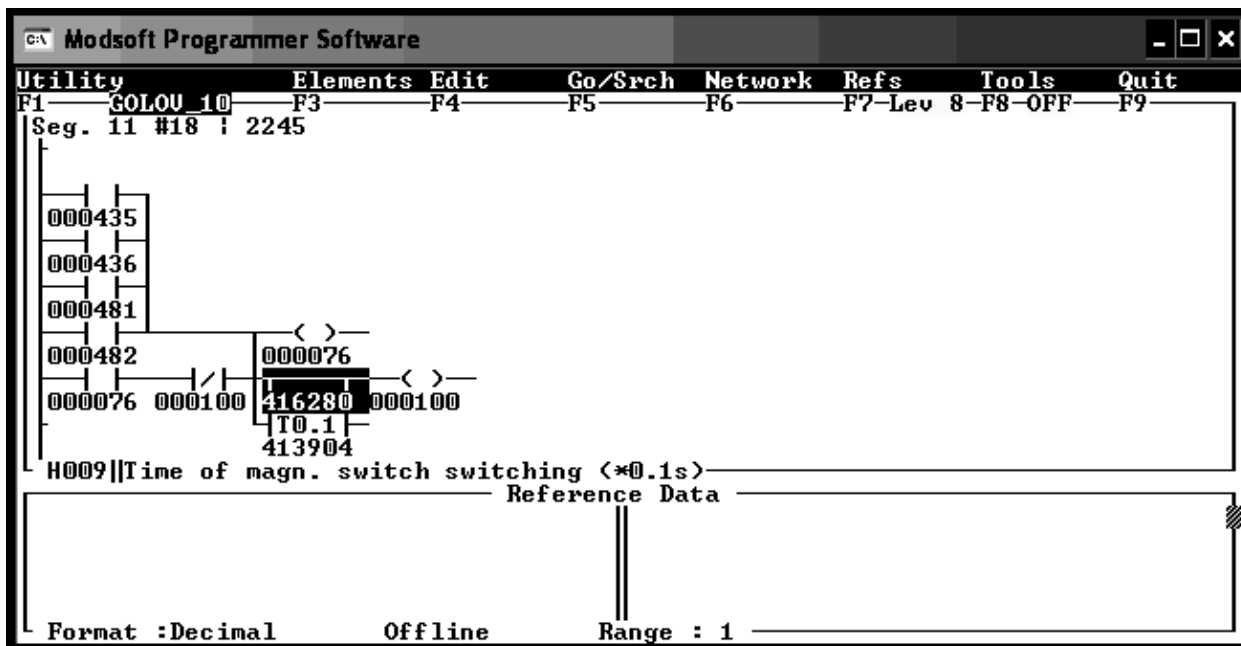 C:\ Modsoft Programmer Software
Utility Elements Edit Go/Srch Network Refs Tools Quit
F1 GOLOV_10 F3 F4 F5 F6 F7-Lev 8-F8-OFF F9
Seg. 11 #18 ¦ 2245
000435
000436
000481
( )
000482 000076
/ ( )
000076 000100 416280 000100
T0.1
413904
H009||Time of magn. switch switching (*0.1s)
Reference Data
Format :Decimal Offline Range : 1